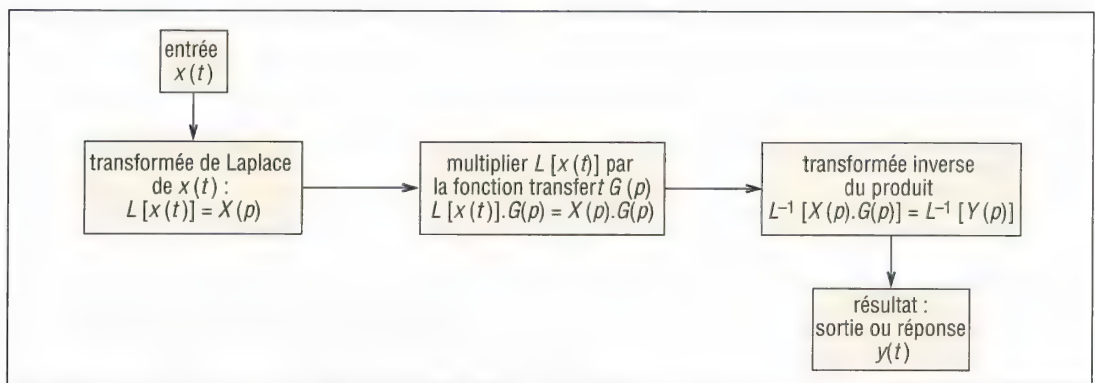 entrée
x(t)
transformée de Laplace
de x(t) :
L [x(t)] = X(p)
multiplier L [x(t)] par
la fonction transfert G(p)
L [x(t)].G(p) = X(p).G(p)
transformée inverse
du produit
L⁻¹ [X(p).G(p)] = L⁻¹ [Y(p)]
résultat :
sortie ou réponse
y(t)